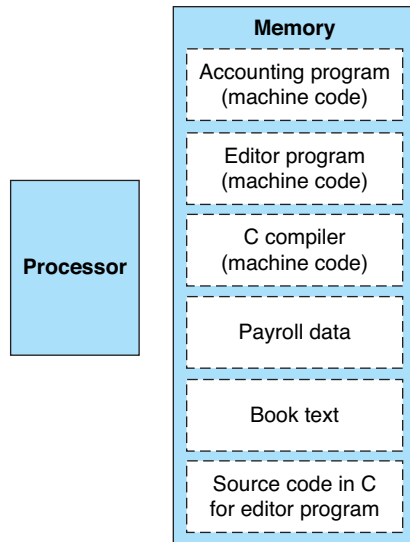 Memory
Accounting program
(machine code)
Editor program
(machine code)
Processor
C compiler
(machine code)
Payroll data
Book text
Source code in C
for editor program